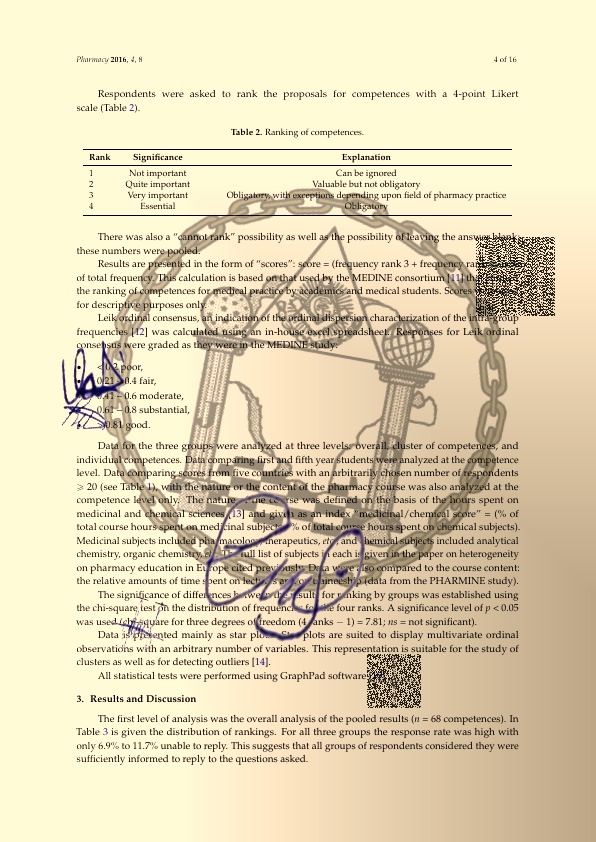 Pharmacy 2016, 4, 8
4 of 16
Respondents were asked to rank the proposals for competences with a 4-point Likert
scale (Table 2).
Table 2. Ranking of competences.
Rank Significance Explanation
1 Not important Can be ignored
2 Quite important Valuable but not obligatory
3 Very important Obligatory, with exceptions depending upon field of pharmacy practice
4 Essential Obligatory
There was also a “cannot rank” possibility as well as the possibility of leaving the answer blank;
these numbers were pooled.
Results are presented in the form of “scores”: score = (frequency rank 3 + frequency
of total frequency. This calculation is based on that used by the MEDINE consortium [11]
the ranking of competences for medical practice by academics and medical students. Scores
for descriptive purposes only.
Leik ordinal consensus, an indication of the ordinal dispersion characterization of the intra-group
frequencies [12] was calculated using an in-house excel spreadsheet. Responses for Leik ordinal
consensus were graded as they were in the MEDINE study:
< 0.2 poor,
0.21 – 0.4 fair,
0.41 – 0.6 moderate,
0.61 – 0.8 substantial,
0.81 good.
Data for the three groups were analyzed at three levels: overall, cluster of competences, and
individual competences. Data comparing first and fifth year students were analyzed at the competence
level. Data comparing scores from five countries with an arbitrarily chosen number of respondents
⩾ 20 (see Table 1), with the nature or the content of the pharmacy course was also analyzed at the
competence level only. The nature of the course was defined on the basis of the hours spent on
medicinal and chemical sciences [13] and given as an index “medicinal/chemical score” = (% of
total course hours spent on medicinal subjects/% of total course hours spent on chemical subjects).
Medicinal subjects included pharmacology, therapeutics, etc., and chemical subjects included analytical
chemistry, organic chemistry, etc. The full list of subjects in each is given in the paper on heterogeneity
on pharmacy education in Europe cited previously. Data were also compared to the course content:
the relative amounts of time spent on lectures or on traineeship (data from the PHARMINE study).
The significance of differences between the results for ranking by groups was established using
the chi-square test on the distribution of frequencies for the four ranks. A significance level of p < 0.05
was used (chi-square for three degrees of freedom (4 ranks − 1) = 7.81; ns = not significant).
Data is presented mainly as star plots. Star plots are suited to display multivariate ordinal
observations with an arbitrary number of variables. This representation is suitable for the study of
clusters as well as for detecting outliers [14].
All statistical tests were performed using GraphPad software
3. Results and Discussion
The first level of analysis was the overall analysis of the pooled results (n = 68 competences). In
Table 3 is given the distribution of rankings. For all three groups the response rate was high with
only 6.9% to 11.7% unable to reply. This suggests that all groups of respondents considered they were
sufficiently informed to reply to the questions asked.